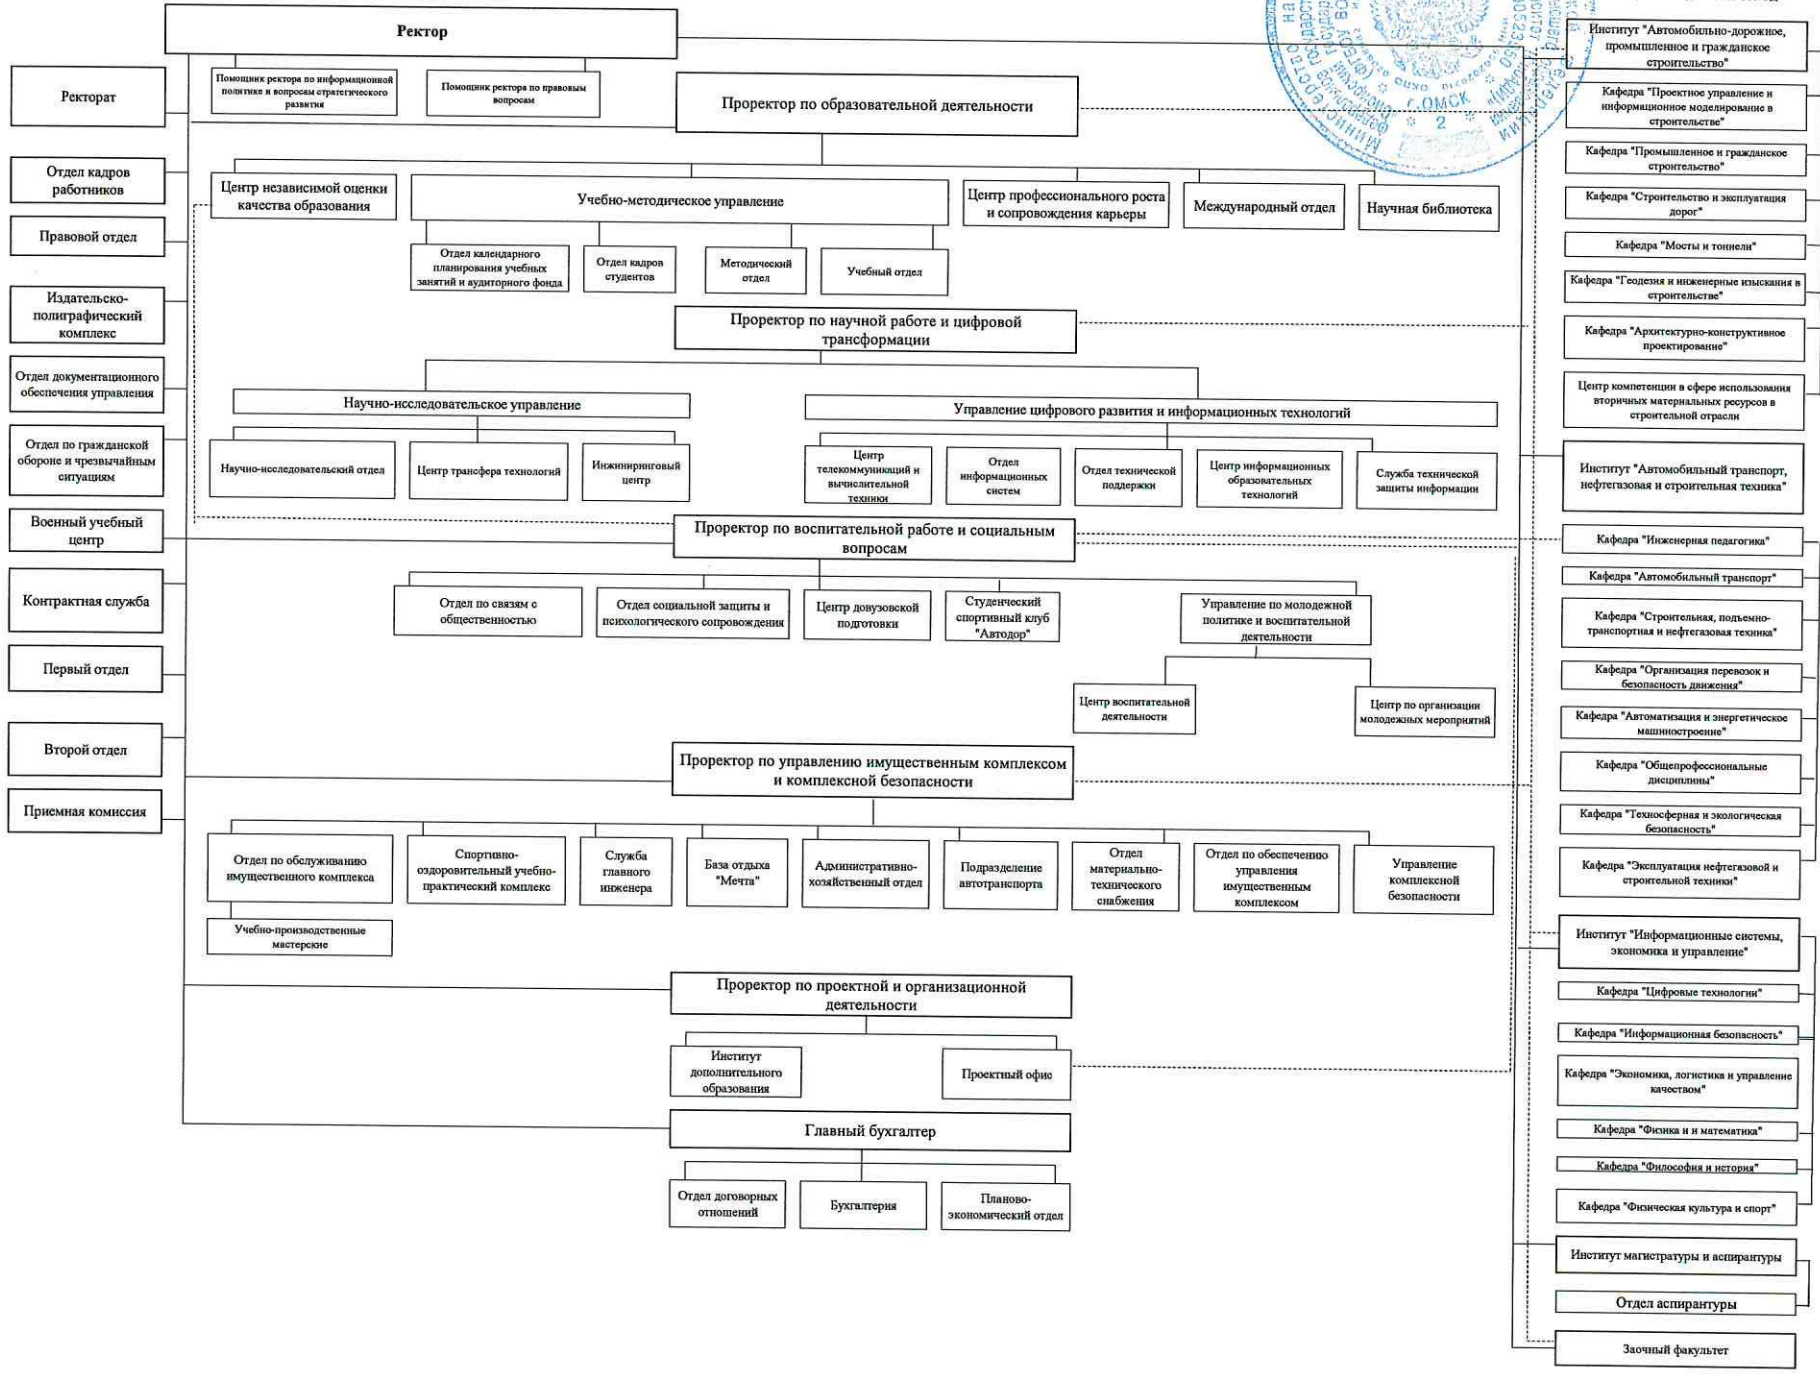 Ректор
Ректорат
Помощник ректора по информационной
политике и вопросам стратегического
развития
Помощник ректора по правовым
вопросам
Проректор по образовательной деятельности
г.ОМСК
2
Отдел кадров
работников
Правовой отдел
Издательско-
полиграфический
комплекс
Отдел документационного
обеспечения управления
Отдел по гражданской
обороне и чрезвычайным
ситуациям
Военный учебный
центр
Контрактная служба
Первый отдел
Второй отдел
Приемная комиссия
Центр независимой оценки
качества образования
Учебно-методическое управление
Центр профессионального роста
и сопровождения карьеры
Международный отдел
Научная библиотека
Отдел календарного
планирования учебных
занятий и аудиторного фонда
Отдел кадров
студентов
Методический
отдел
Учебный отдел
Проректор по научной работе и цифровой
трансформации
Научно-исследовательское управление
Управление цифрового развития и информационных технологий
Научно-исследовательский отдел
Центр трансфера технологий
Инжиниринговый
центр
Центр
телекоммуникаций и
вычислительной
техники
Отдел
информационных
систем
Отдел технической
поддержки
Центр информационных
образовательных
технологий
Служба технической
защиты информации
Проректор по воспитательной работе и социальным
вопросам
Отдел по связям с
общественностью
Отдел социальной защиты и
психологического сопровождения
Центр довузовской
подготовки
Студенческий
спортивный клуб
"Автодор"
Управление по молодежной
политике и воспитательной
деятельности
Центр воспитательной
деятельности
Центр по организации
молодежных мероприятий
Проректор по управлению имущественным комплексом
и комплексной безопасности
Отдел по обслуживанию
имущественного комплекса
Спортивно-
оздоровительный учебно-
практический комплекс
Служба
главного
инженера
База отдыха
"Мечта"
Административно-
хозяйственный отдел
Подразделение
автотранспорта
Отдел
материально-
технического
снабжения
Отдел по обеспечению
управления
имущественным
комплексом
Управление
комплексной
безопасности
Учебно-производственные
мастерские
Проректор по проектной и организационной
деятельности
Институт
дополнительного
образования
Проектный офис
Главный бухгалтер
Отдел договорных
отношений
Бухгалтерия
Планово-
экономический отдел
Институт "Автомобильно-дорожное,
промышленное и гражданское
строительство"
Кафедра "Проектное управление и
информационное моделирование в
строительстве"
Кафедра "Промышленное и гражданское
строительство"
Кафедра "Строительство и эксплуатация
дорог"
Кафедра "Мосты и тоннели"
Кафедра "Геодезия и инженерные изыскания в
строительстве"
Кафедра "Архитектурно-конструктивное
проектирование"
Центр компетенции в сфере использования
вторичных материальных ресурсов в
строительной отрасли
Институт "Автомобильный транспорт,
нефтегазовая и строительная техника"
Кафедра "Инженерная педагогика"
Кафедра "Автомобильный транспорт"
Кафедра "Строительная, подъемно-
транспортная и нефтегазовая техника"
Кафедра "Организация перевозок и
безопасность движения"
Кафедра "Автоматизация и энергетическое
машиностроение"
Кафедра "Общепрофессиональные
дисциплины"
Кафедра "Техносферная и экологическая
безопасность"
Кафедра "Эксплуатация нефтегазовой и
строительной техники"
Институт "Информационные системы,
экономика и управление"
Кафедра "Цифровые технологии"
Кафедра "Информационная безопасность"
Кафедра "Экономика, логистика и управление
качеством"
Кафедра "Физика и и математика"
Кафедра "Философия и история"
Кафедра "Физическая культура и спорт"
Институт магистратуры и аспирантуры
Отдел аспирантуры
Заочный факультет